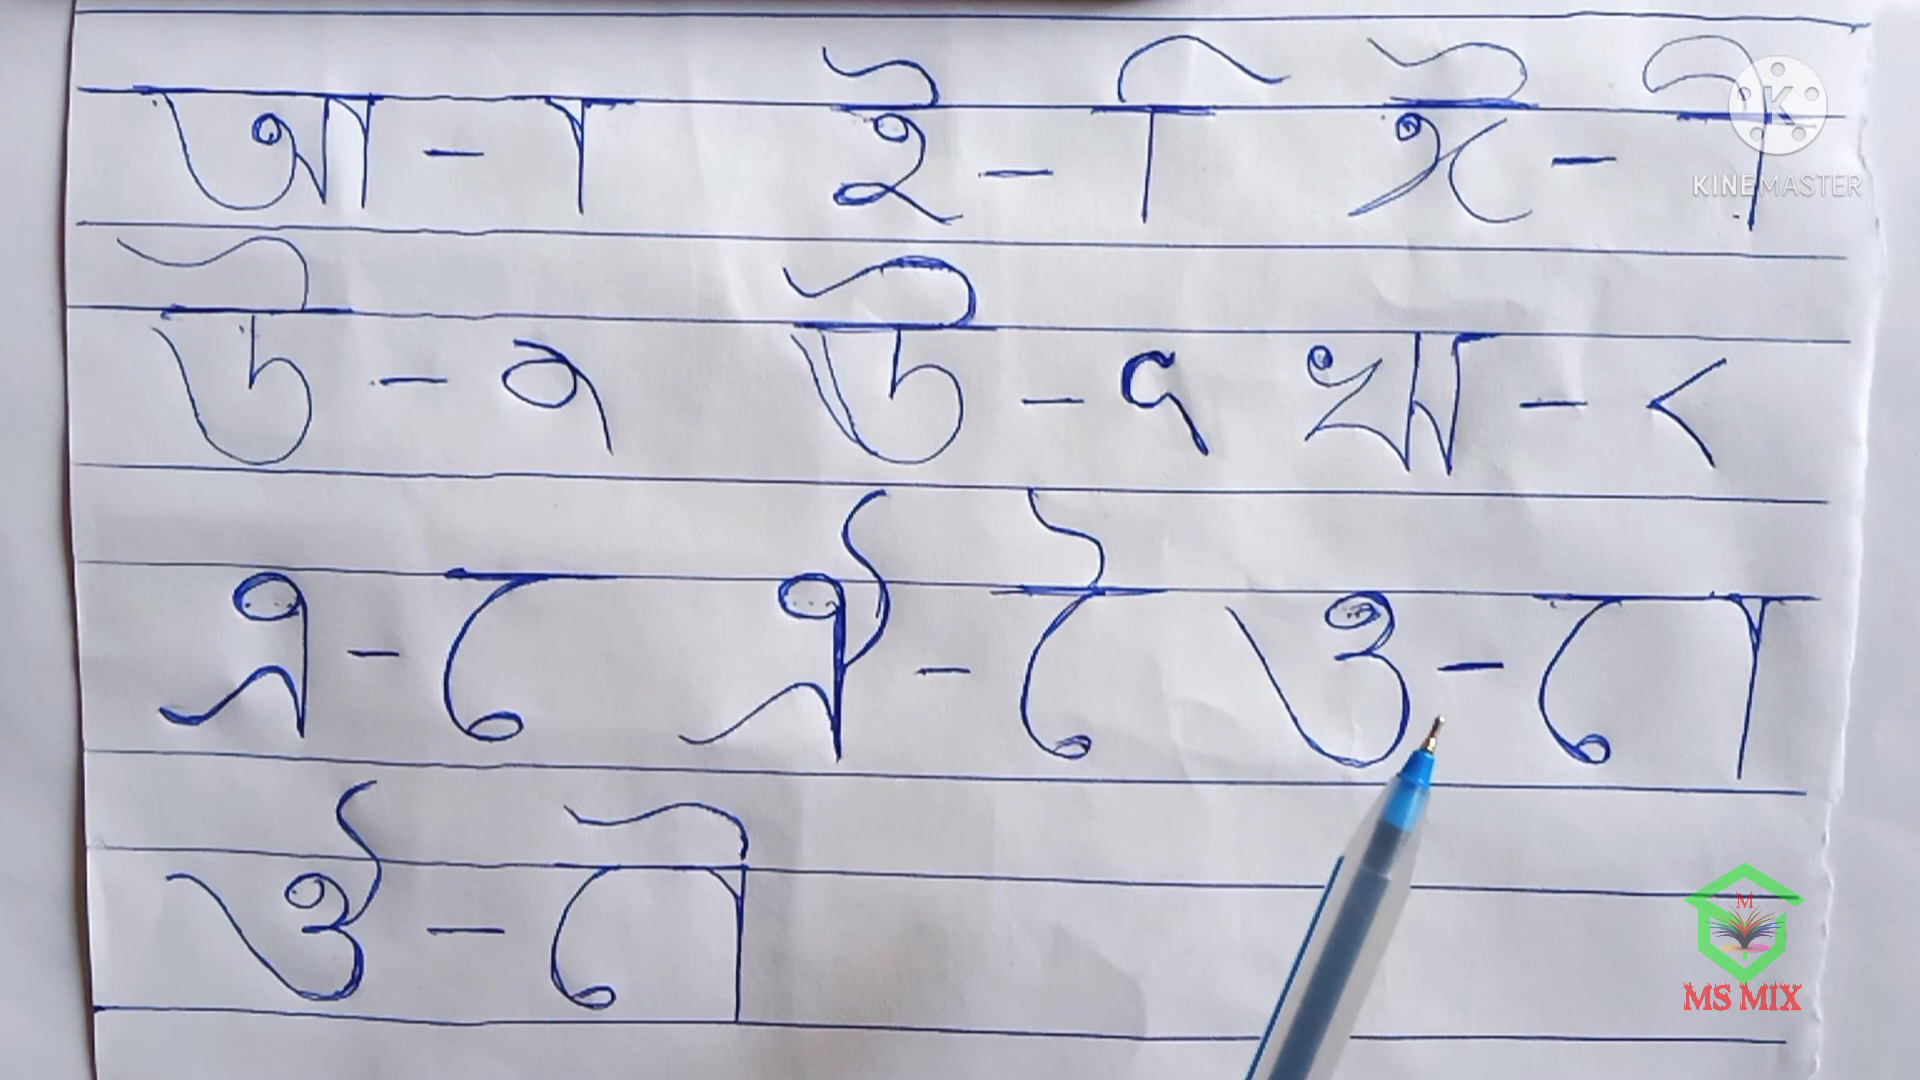 আ - া ই - ি ঈ - ী
KINEMASTER
উ - ু ঊ - ূ ঋ - ৃ
এ - ে ঐ - ৈ ও - ো
ঔ - ৌ
M
MS MIX